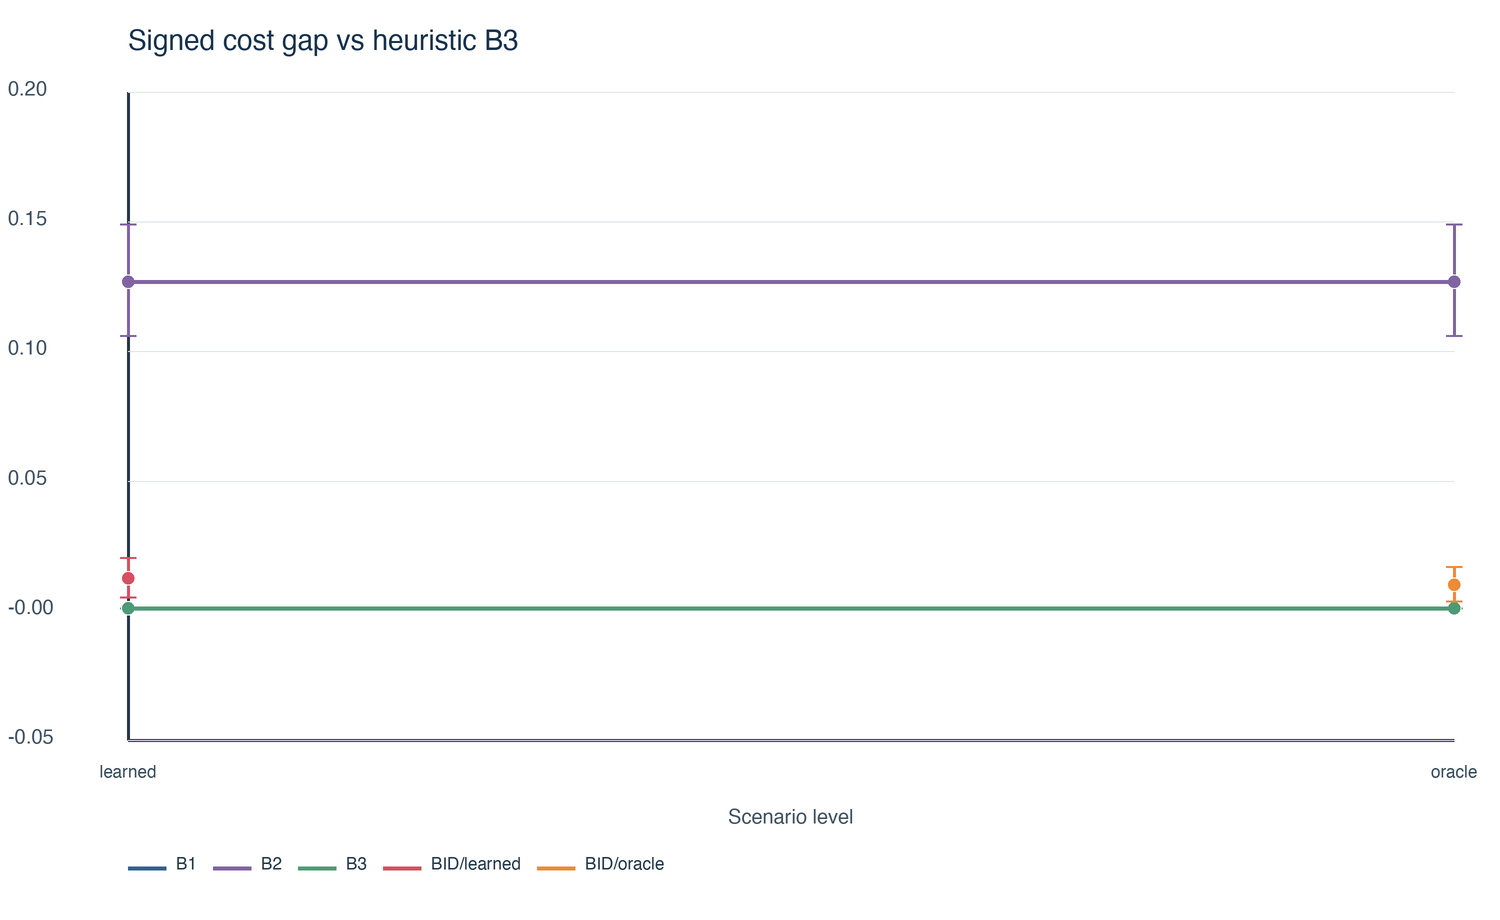 Signed cost gap vs heuristic B3
0.20
0.15
0.10
0.05
-0.00
-0.05
learned oracle
Scenario level
B1 B2 B3 BID/learned BID/oracle